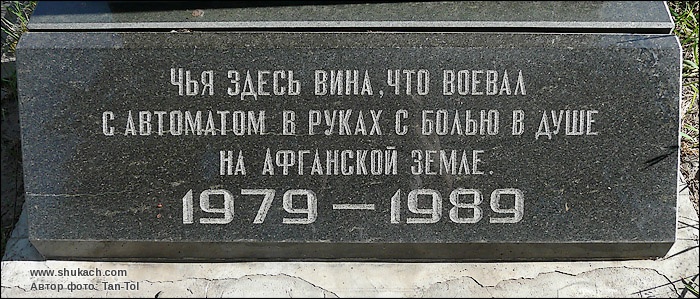 Чья здесь вина, что воевал
с автоматом в руках с болью в душе
на Афганской земле.
1979 – 1989
www.shukach.com
Автор фото: Tan-Tol